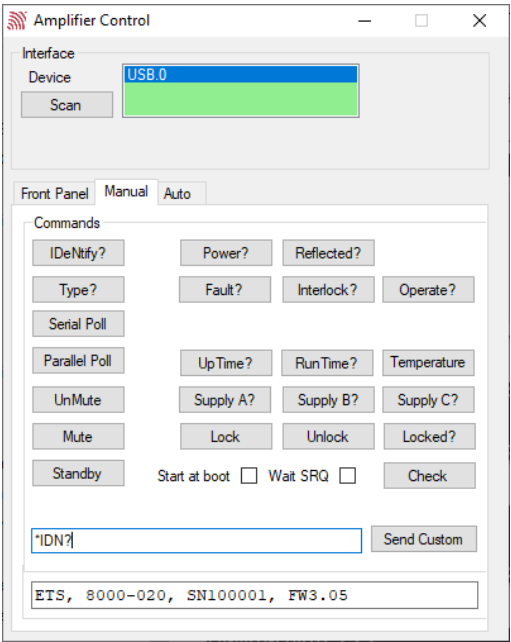 Amplifier Control
Interface
Device
USB.0
Scan
Front Panel Manual Auto
Commands
IDeNtify? Power? Reflected?
Type? Fault? Interlock? Operate?
Serial Poll
Parallel Poll UpTime? RunTime? Temperature
UnMute Supply A? Supply B? Supply C?
Mute Lock Unlock Locked?
Standby Start at boot Wait SRQ Check
*IDN? Send Custom
ETS, 8000-020, SN100001, FW3.05